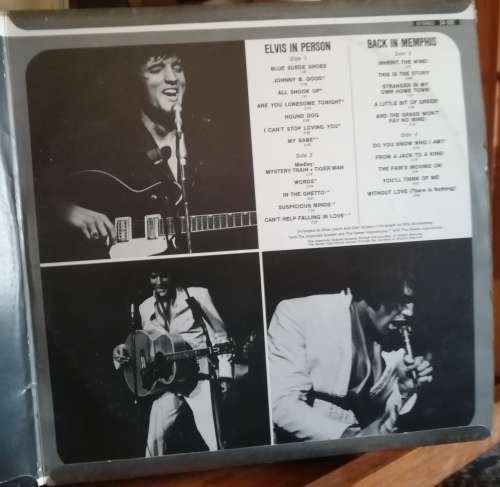 STEREO
ELVIS IN PERSON
Side 1
BLUE SUEDE SHOES
JOHNNY B. GOOD*
ALL SHOOK UP*
ARE YOU LONESOME TONIGHT*
HOUND DOG
I CAN'T STOP LOVING YOU*
MY BABE**
Side 2
Medley:
MYSTERY TRAIN • TIGER MAN
WORDS*
IN THE GHETTO**
SUSPICIOUS MINDS**
CAN'T HELP FALLING IN LOVE**
BACK IN MEMPHIS
Side 3
INHERIT THE WIND
THIS IS THE STORY
STRANGER IN MY
OWN HOME TOWN
A LITTLE BIT OF GREEN
AND THE GRASS WON'T
PAY NO MIND
Side 4
DO YOU KNOW WHO I AM?
FROM A JACK TO A KING
THE FAIR'S MOVING ON
YOU'LL THINK OF ME
WITHOUT LOVE (There is Nothing)